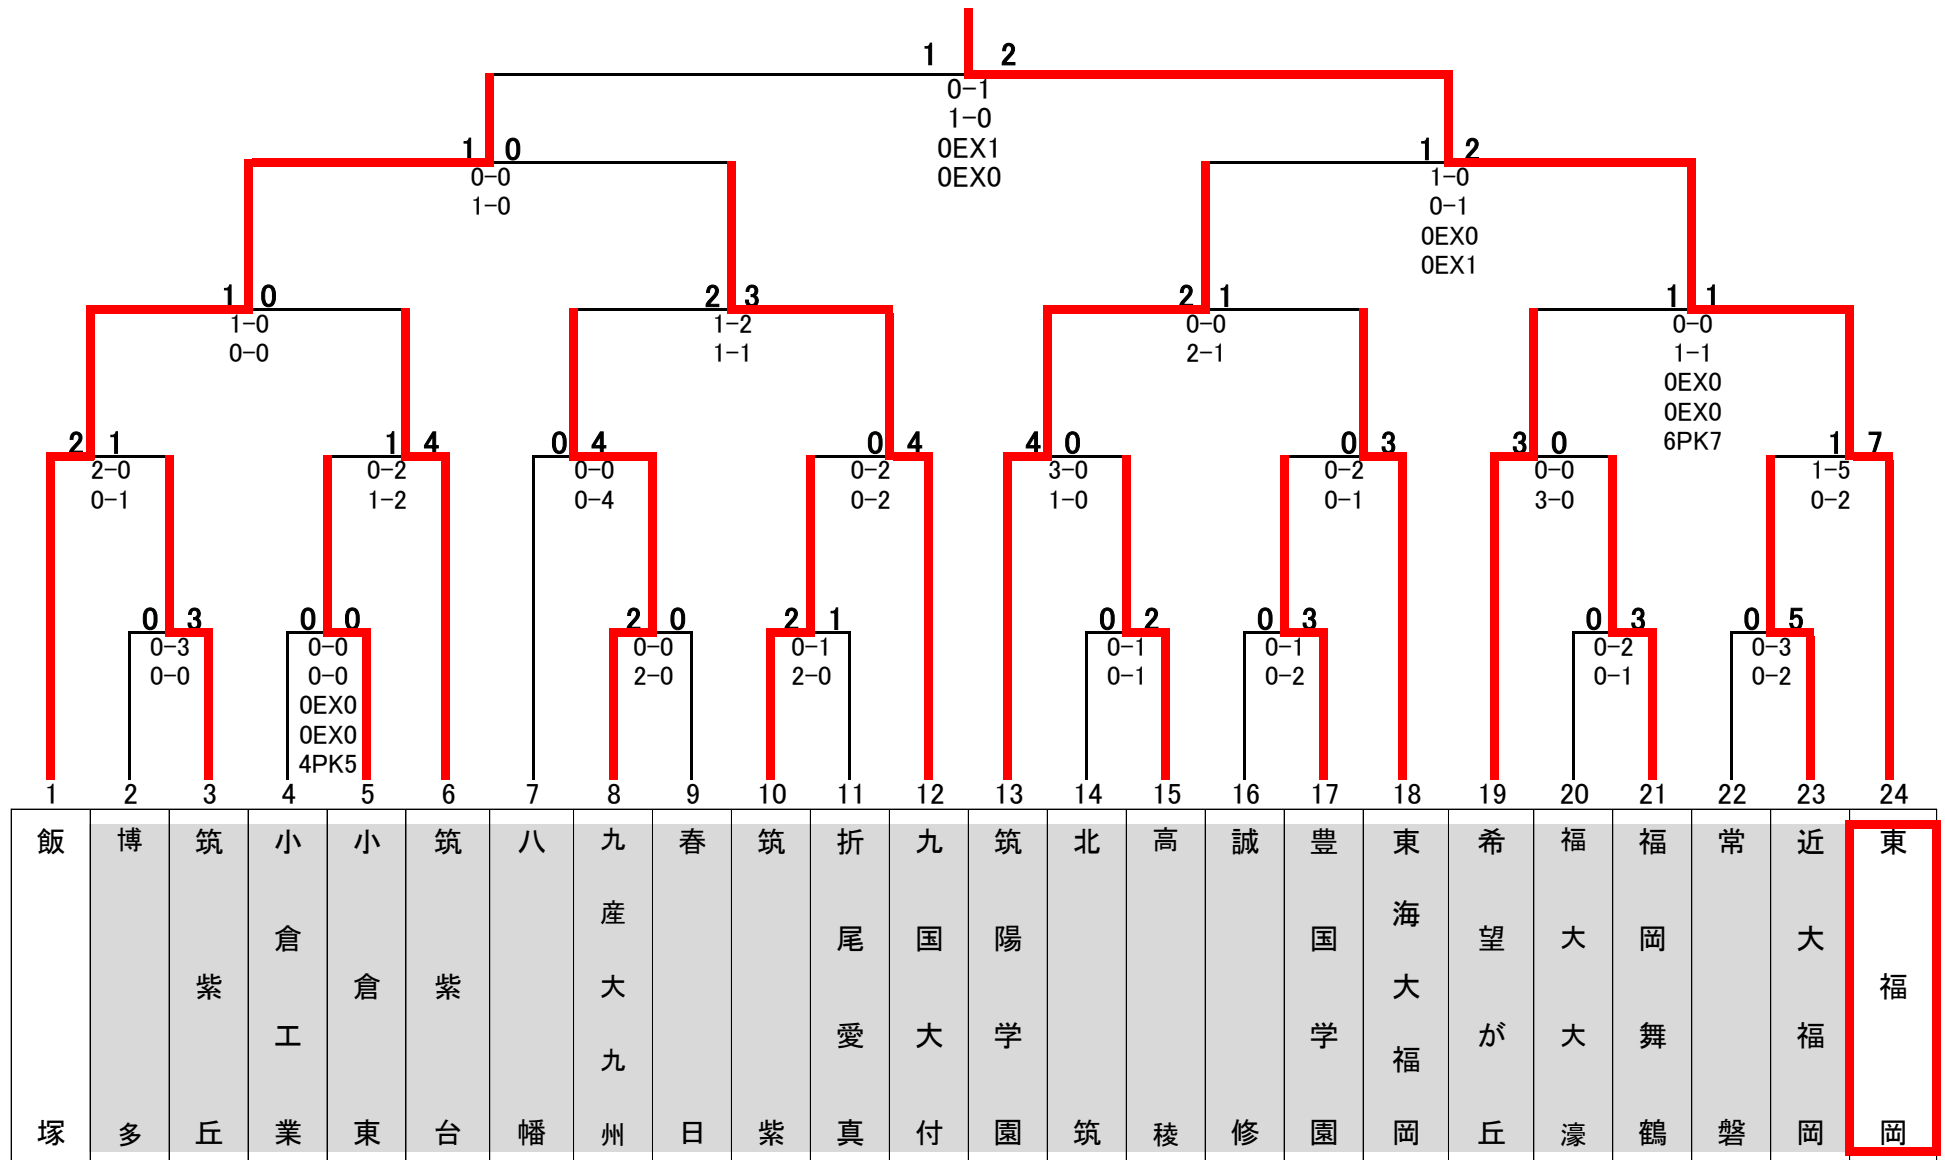 1 2
0-1
1-0
0EX1
0EX0
1 0
0-0
1-0
1 2
1-0
0-1
0EX0
0EX1
1 0
1-0
0-0
2 3
1-2
1-1
2 1
0-0
2-1
1 1
0-0
1-1
0EX0
0EX0
6PK7
2 1
2-0
0-1
1 4
0-2
1-2
0 4
0-0
0-4
0 4
0-2
0-2
4 0
3-0
1-0
0 3
0-2
0-1
3 0
0-0
3-0
1 7
1-5
0-2
0 3
0-3
0-0
0 0
0-0
0-0
0EX0
0EX0
4PK5
2 0
0-0
2-0
2 1
0-1
2-0
0 2
0-1
0-1
0 3
0-1
0-2
0 3
0-2
0-1
0 5
0-3
0-2
1 2 3 4 5 6 7 8 9 10 11 12 13 14 15 16 17 18 19 20 21 22 23 24
飯塚
博多
筑紫丘
小倉工業
小倉東
筑紫台
八幡
九産大九州
春日
筑紫
折尾愛真
九国大付
筑陽学園
北筑
高稜
誠修
豊国学園
東海大福岡
希望が丘
福大大濠
福岡舞鶴
常磐
近大福岡
東福岡